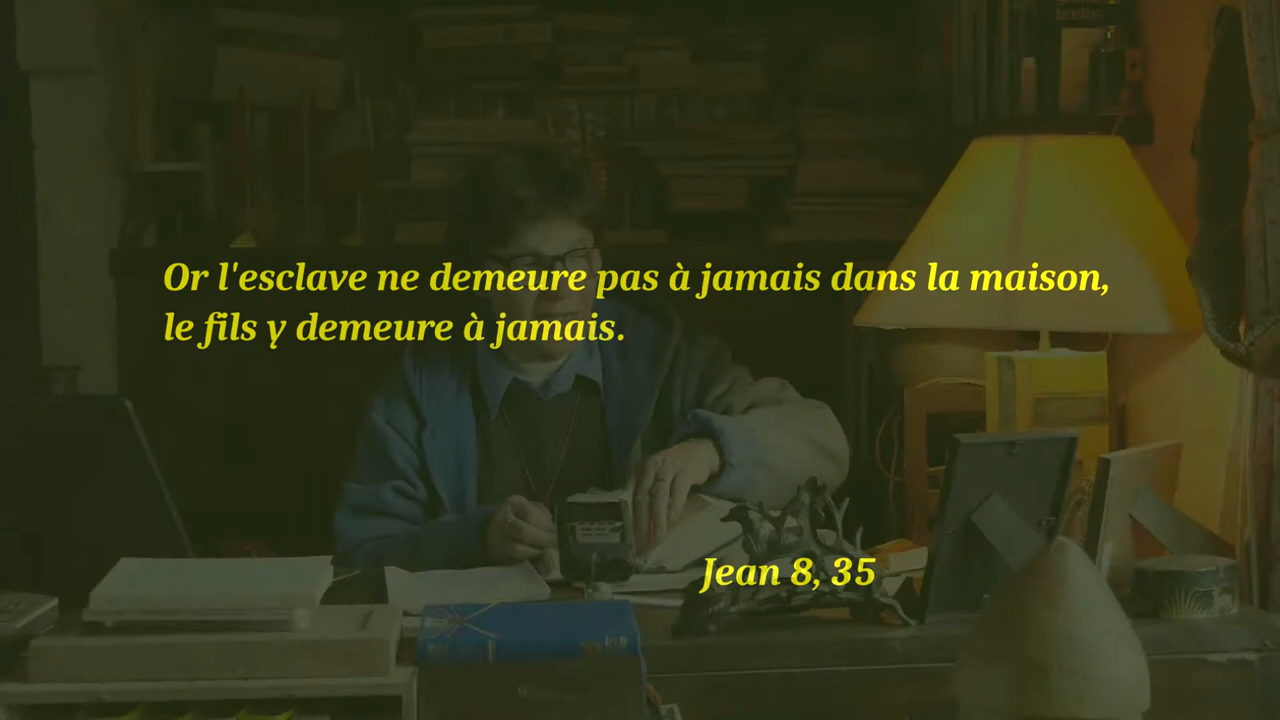 Or l'esclave ne demeure pas à jamais dans la maison,
le fils y demeure à jamais.
Jean 8, 35